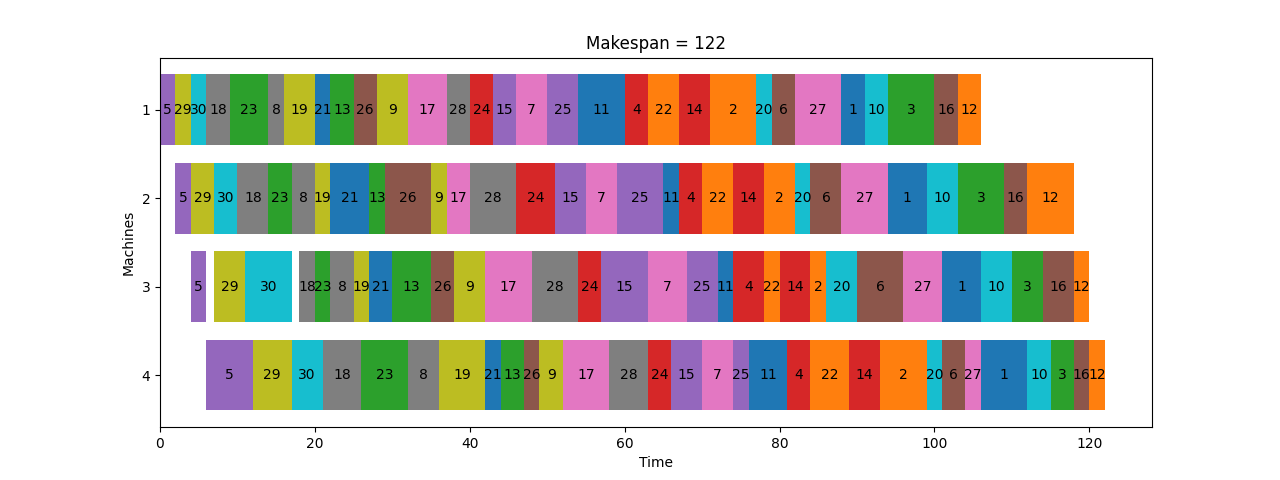 Makespan = 122
Machines
1 5 29 30 18 23 8 19 21 13 26 9 17 28 24 15 7 25 11 4 22 14 2 20 6 27 1 10 3 16 12
2 5 29 30 18 23 8 19 21 13 26 9 17 28 24 15 7 25 11 4 22 14 2 20 6 27 1 10 3 16 12
3 5 29 30 18 23 8 19 21 13 26 9 17 28 24 15 7 25 11 4 22 14 2 20 6 27 1 10 3 16 12
4 5 29 30 18 23 8 19 21 13 26 9 17 28 24 15 7 25 11 4 22 14 2 20 6 27 1 10 3 16 12
0 20 40 60 80 100 120
Time